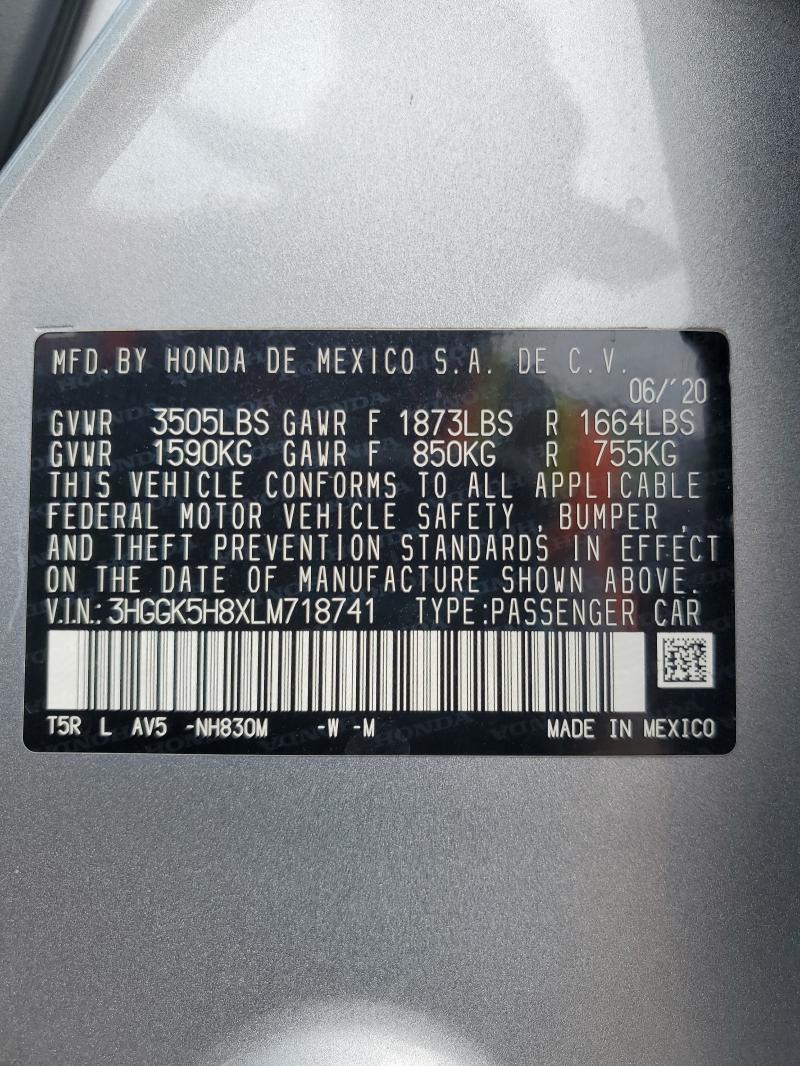 MFD. BY HONDA DE MEXICO S.A. DE C.V.
06/'20
GVWR 3505LBS GAWR F 1873LBS R 1664LBS
GVWR 1590KG GAWR F 850KG R 755KG
THIS VEHICLE CONFORMS TO ALL APPLICABLE
FEDERAL MOTOR VEHICLE SAFETY , BUMPER ,
AND THEFT PREVENTION STANDARDS IN EFFECT
ON THE DATE OF MANUFACTURE SHOWN ABOVE.
V.I.N.: 3HGGK5H8XLM718741 TYPE:PASSENGER CAR
T5R L AV5 -NH830M -W -M MADE IN MEXICO